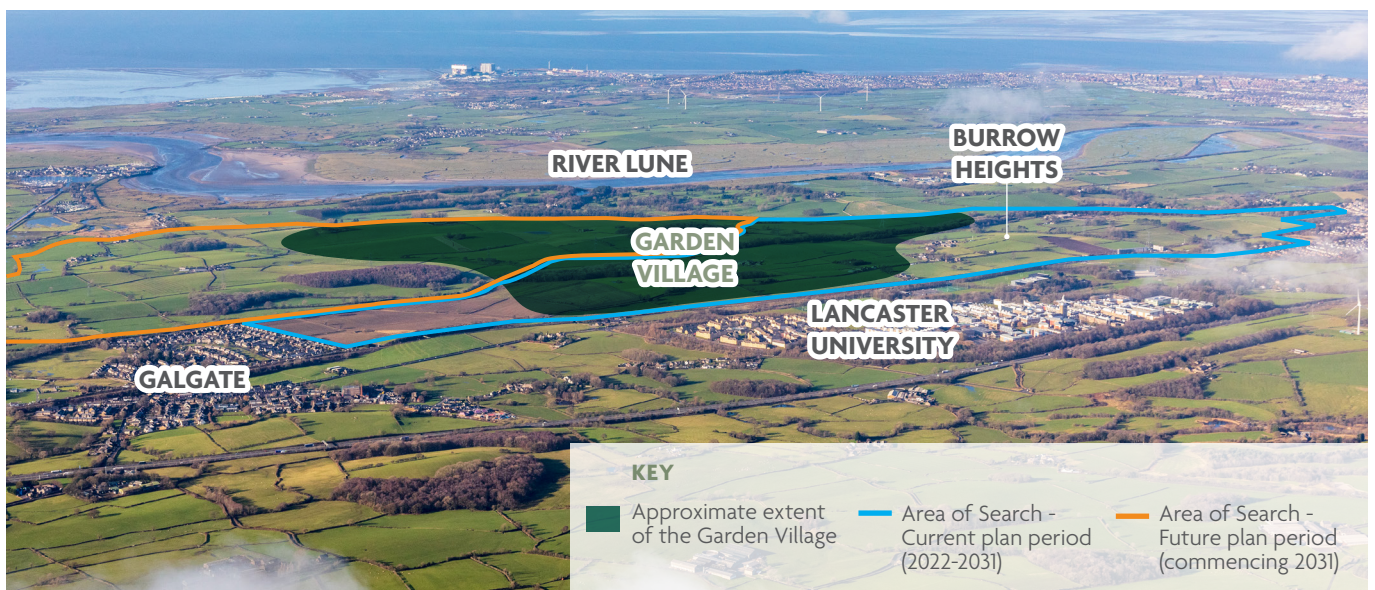 RIVER LUNE
BURROW
HEIGHTS
GARDEN
VILLAGE
LANCASTER
UNIVERSITY
GALGATE
KEY
Approximate extent
of the Garden Village
Area of Search -
Current plan period
(2022-2031)
Area of Search -
Future plan period
(commencing 2031)